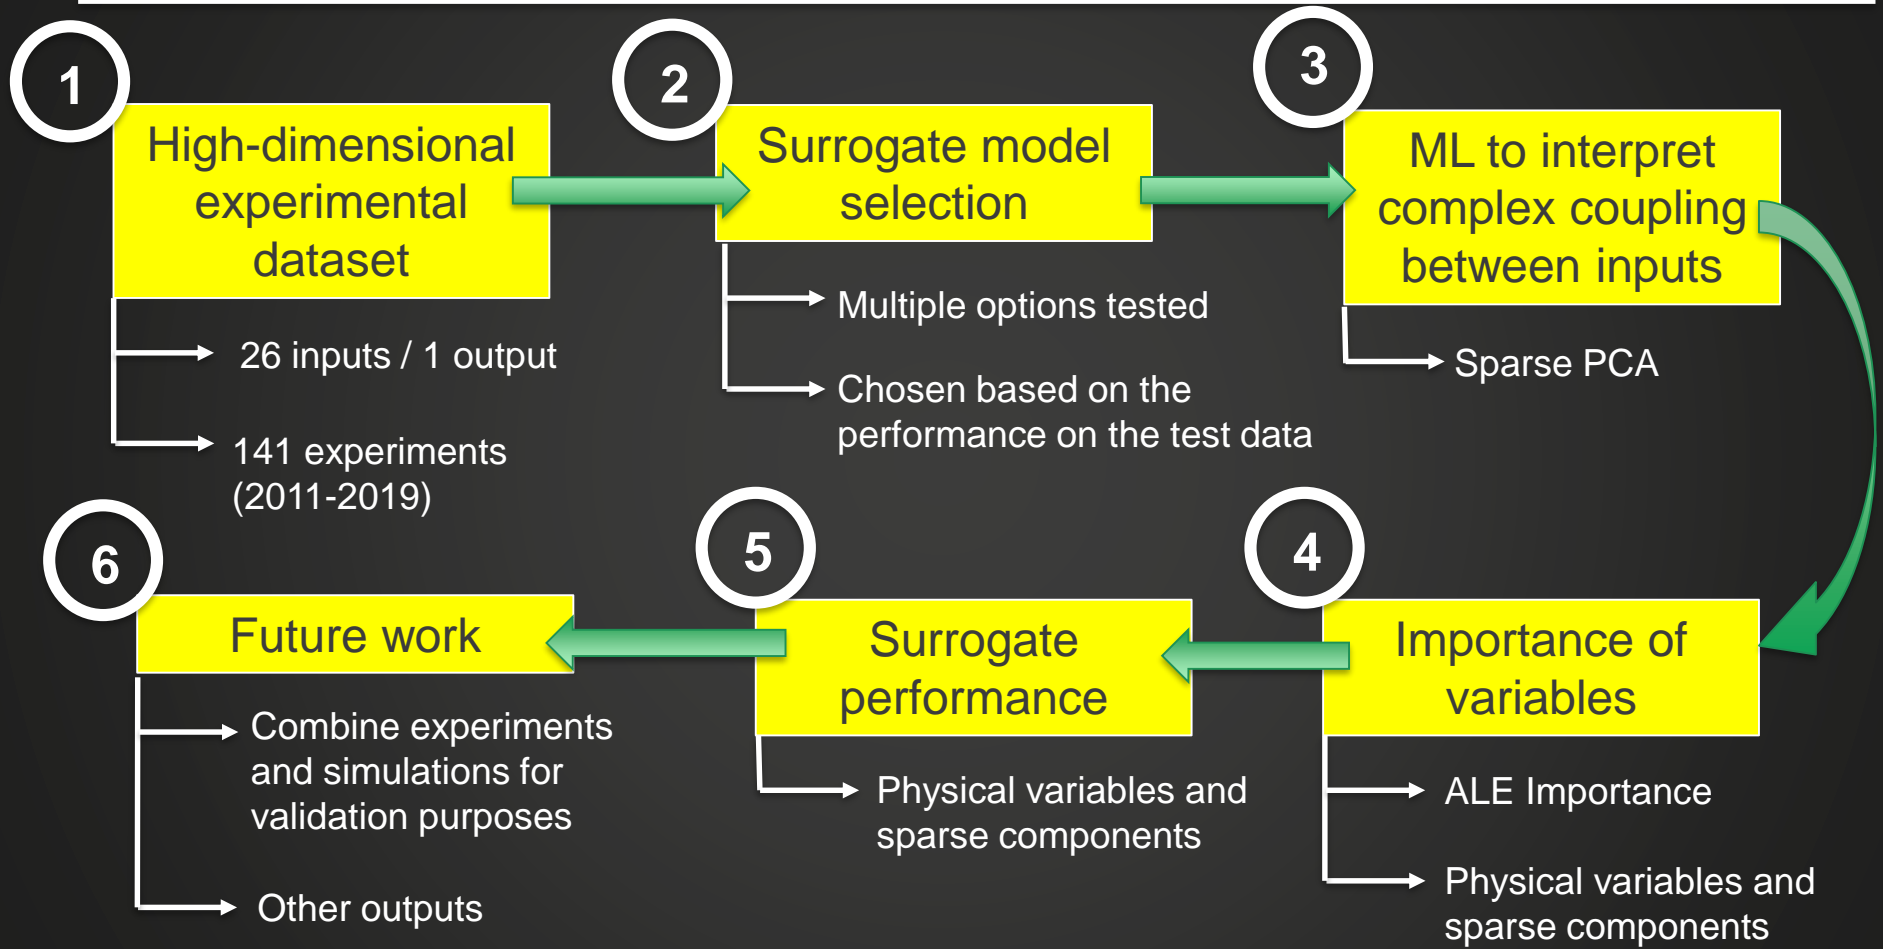 1
High-dimensional
experimental
dataset
26 inputs / 1 output
141 experiments
(2011-2019)
2
Surrogate model
selection
Multiple options tested
Chosen based on the
performance on the test data
3
ML to interpret
complex coupling
between inputs
Sparse PCA
4
Importance of
variables
ALE Importance
Physical variables and
sparse components
5
Surrogate
performance
Physical variables and
sparse components
6
Future work
Combine experiments
and simulations for
validation purposes
Other outputs